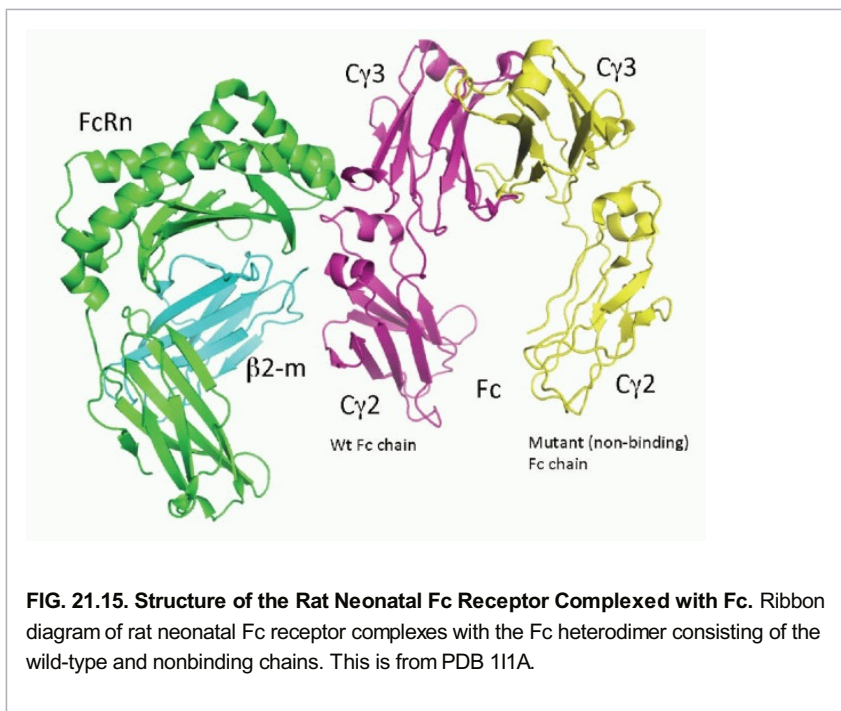 Cγ3
Cγ3
FcRn
β2-m
Fc
Cγ2
Cγ2
Wt Fc chain
Mutant (non-binding)
Fc chain
FIG. 21.15. Structure of the Rat Neonatal Fc Receptor Complexed with Fc. Ribbon
diagram of rat neonatal Fc receptor complexes with the Fc heterodimer consisting of the
wild-type and nonbinding chains. This is from PDB 1I1A.